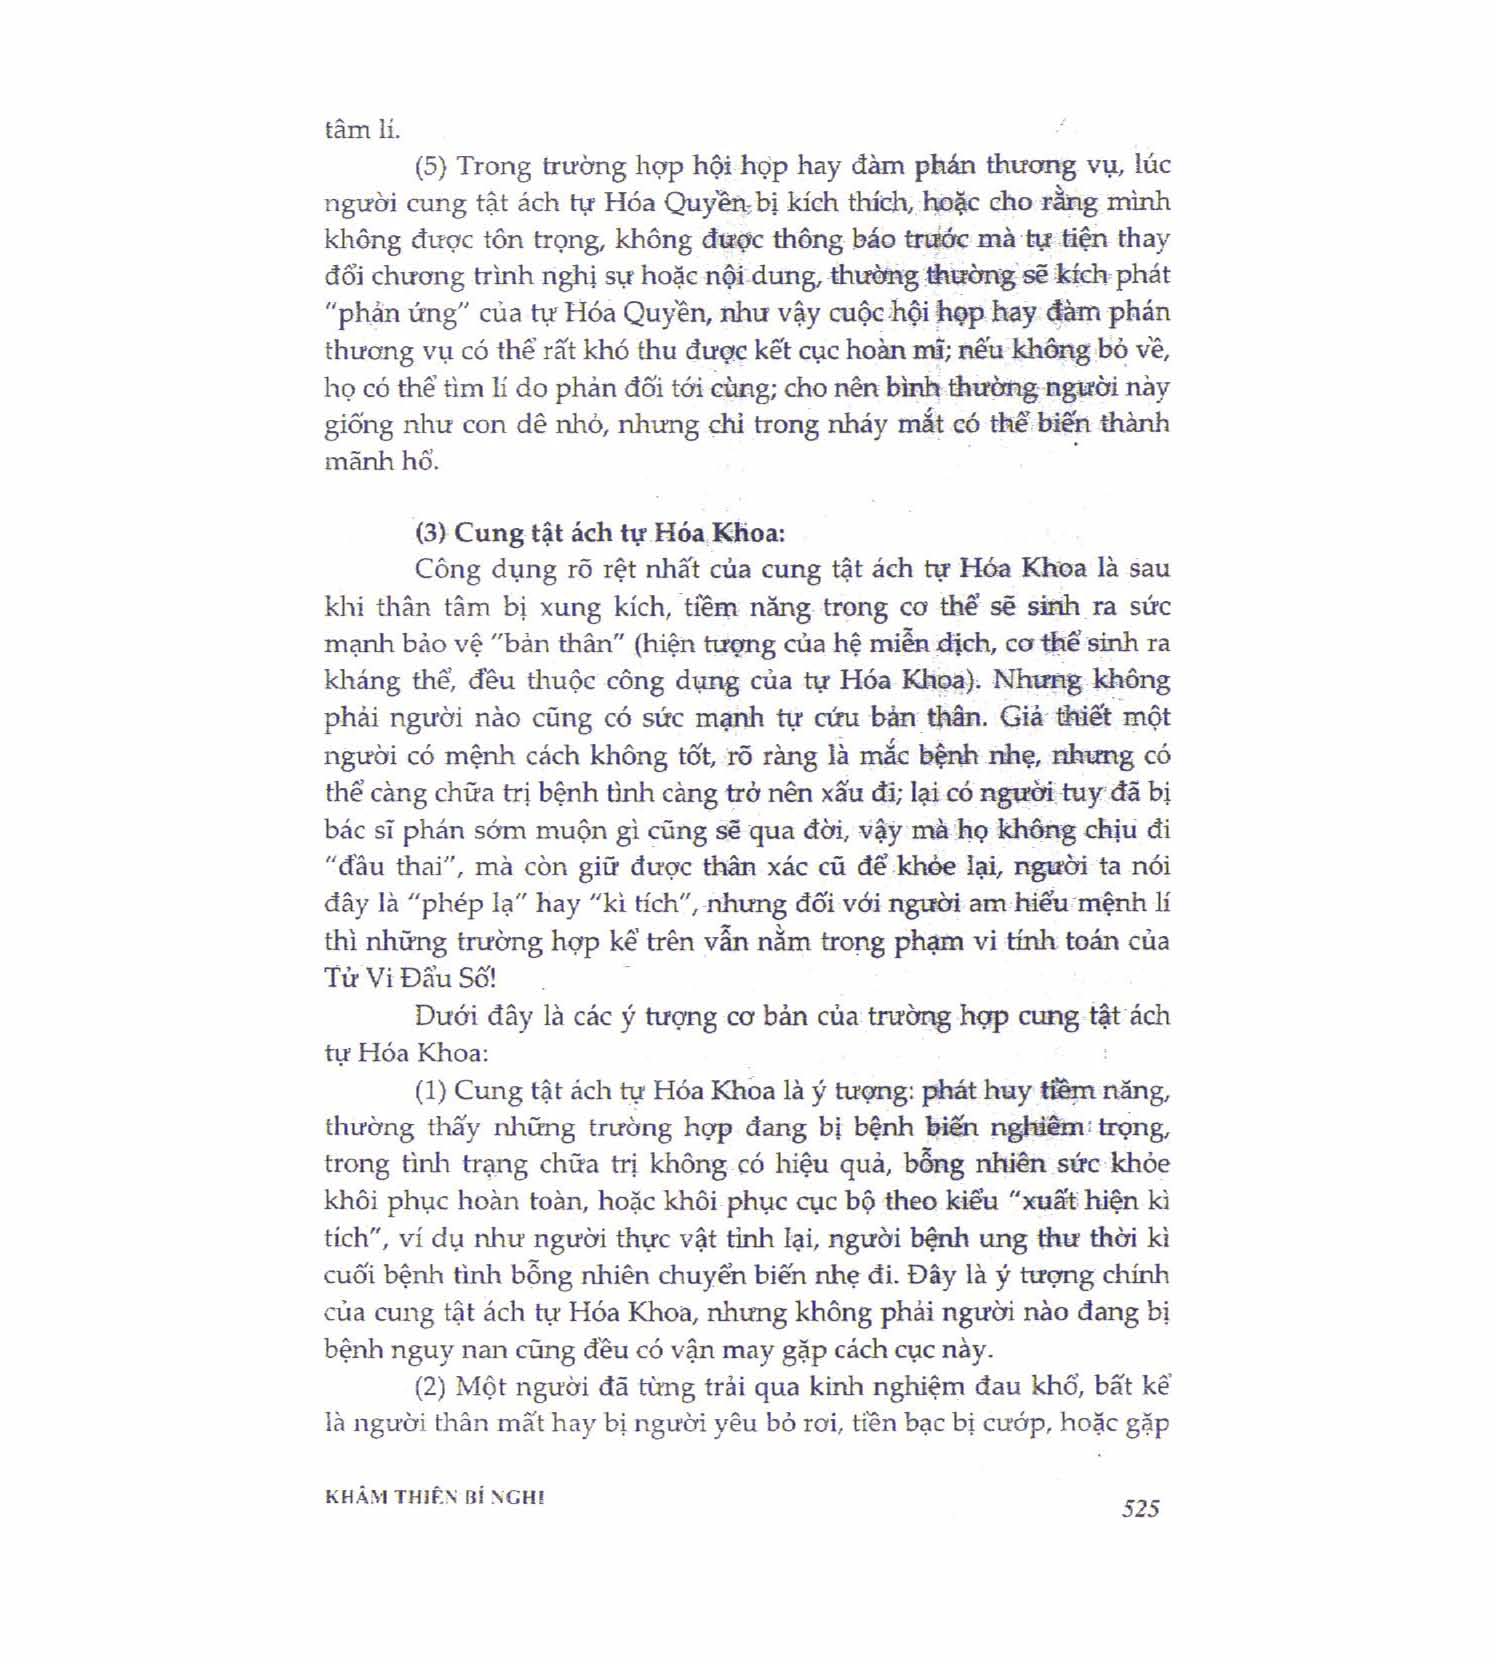 tâm lí.
(5) Trong trường hợp hội họp hay đàm phán thương vụ, lúc
người cung tật ách tự Hóa Quyền bị kích thích, hoặc cho rằng mình
không được tôn trọng, không được thông báo trước mà tự tiện thay
đổi chương trình nghị sự hoặc nội dung, thường thường sẽ kích phát
"phản ứng" của tự Hóa Quyền, như vậy cuộc hội họp hay đàm phán
thương vụ có thể rất khó thu được kết cục hoàn mĩ; nếu không bỏ về,
họ có thể tìm lí do phản đối tới cùng; cho nên bình thường người này
giống như con dê nhỏ, nhưng chỉ trong nháy mắt có thể biến thành
mãnh hổ.
(3) Cung tật ách tự Hóa Khoa:
Công dụng rõ rệt nhất của cung tật ách tự Hóa Khoa là sau
khi thân tâm bị xung kích, tiềm năng trong cơ thể sẽ sinh ra sức
mạnh bảo vệ "bản thân" (hiện tượng của hệ miễn dịch, cơ thể sinh ra
kháng thể, đều thuộc công dụng của tự Hóa Khoa). Nhưng không
phải người nào cũng có sức mạnh tự cứu bản thân. Giả thiết một
người có mệnh cách không tốt, rõ ràng là mắc bệnh nhẹ, nhưng có
thể càng chữa trị bệnh tình càng trở nên xấu đi; lại có người tuy đã bị
bác sĩ phán sớm muộn gì cũng sẽ qua đời, vậy mà họ không chịu đi
"đầu thai", mà còn giữ được thân xác cũ để khỏe lại, người ta nói
đây là "phép lạ" hay "kì tích", nhưng đối với người am hiểu mệnh lí
thì những trường hợp kể trên vẫn nằm trong phạm vi tính toán của
Tử Vi Đẩu Số!
Dưới đây là các ý tượng cơ bản của trường hợp cung tật ách
tự Hóa Khoa:
(1) Cung tật ách tự Hóa Khoa là ý tượng: phát huy tiềm năng,
thường thấy những trường hợp đang bị bệnh biến nghiêm trọng,
trong tình trạng chữa trị không có hiệu quả, bỗng nhiên sức khỏe
khôi phục hoàn toàn, hoặc khôi phục cục bộ theo kiểu "xuất hiện kì
tích", ví dụ như người thực vật tỉnh lại, người bệnh ung thư thời kì
cuối bệnh tình bỗng nhiên chuyển biến nhẹ đi. Đây là ý tượng chính
của cung tật ách tự Hóa Khoa, nhưng không phải người nào đang bị
bệnh nguy nan cũng đều có vận may gặp cách cục này.
(2) Một người đã từng trải qua kinh nghiệm đau khổ, bất kể
là người thân mất hay bị người yêu bỏ rơi, tiền bạc bị cướp, hoặc gặp
KHÂM THIÊN BÍ NGHI
525